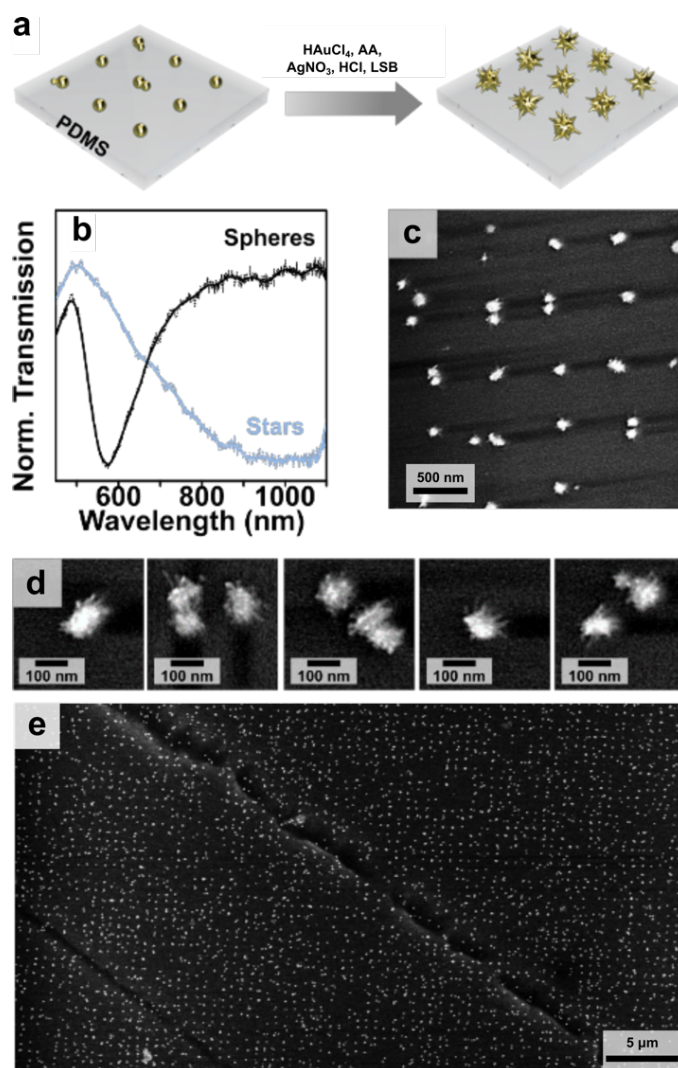 a
HAuCl₄, AA,
AgNO₃, HCl, LSB
PDMS
b
Spheres
Stars
Norm. Transmission
600 800 1000
Wavelength (nm)
c
500 nm
d
100 nm
100 nm
100 nm
100 nm
100 nm
e
5 µm